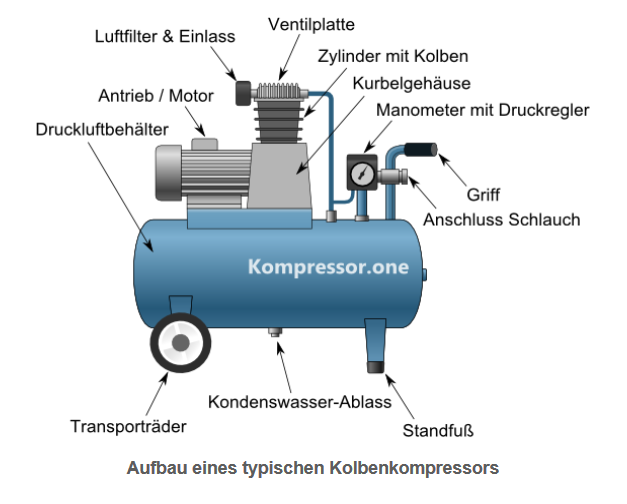 Ventilplatte
Luftfilter & Einlass
Zylinder mit Kolben
Kurbelgehäuse
Antrieb / Motor
Manometer mit Druckregler
Druckluftbehälter
Griff
Anschluss Schlauch
Kompressor.one
Kondenswasser-Ablass
Transporträder
Standfuß
Aufbau eines typischen Kolbenkompressors